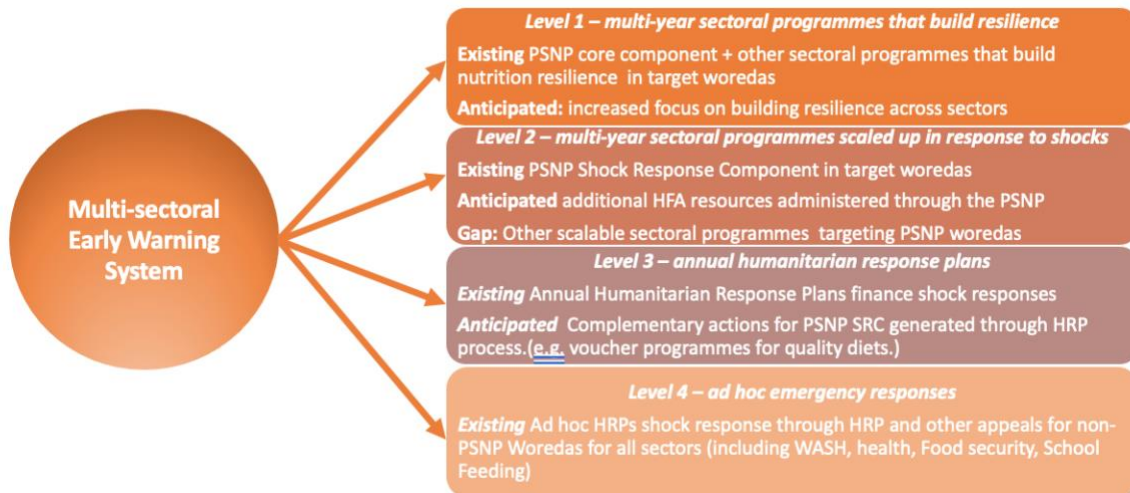 Multi-sectoral
Early Warning
System
Level 1 – multi-year sectoral programmes that build resilience
Existing PSNP core component + other sectoral programmes that build
nutrition resilience in target woredas
Anticipated: increased focus on building resilience across sectors
Level 2 – multi-year sectoral programmes scaled up in response to shocks
Existing PSNP Shock Response Component in target woredas
Anticipated additional HFA resources administered through the PSNP
Gap: Other scalable sectoral programmes targeting PSNP woredas
Level 3 – annual humanitarian response plans
Existing Annual Humanitarian Response Plans finance shock responses
Anticipated Complementary actions for PSNP SRC generated through HRP
process.(e.g. voucher programmes for quality diets.)
Level 4 – ad hoc emergency responses
Existing Ad hoc HRPs shock response through HRP and other appeals for non-
PSNP Woredas for all sectors (including WASH, health, Food security, School
Feeding)